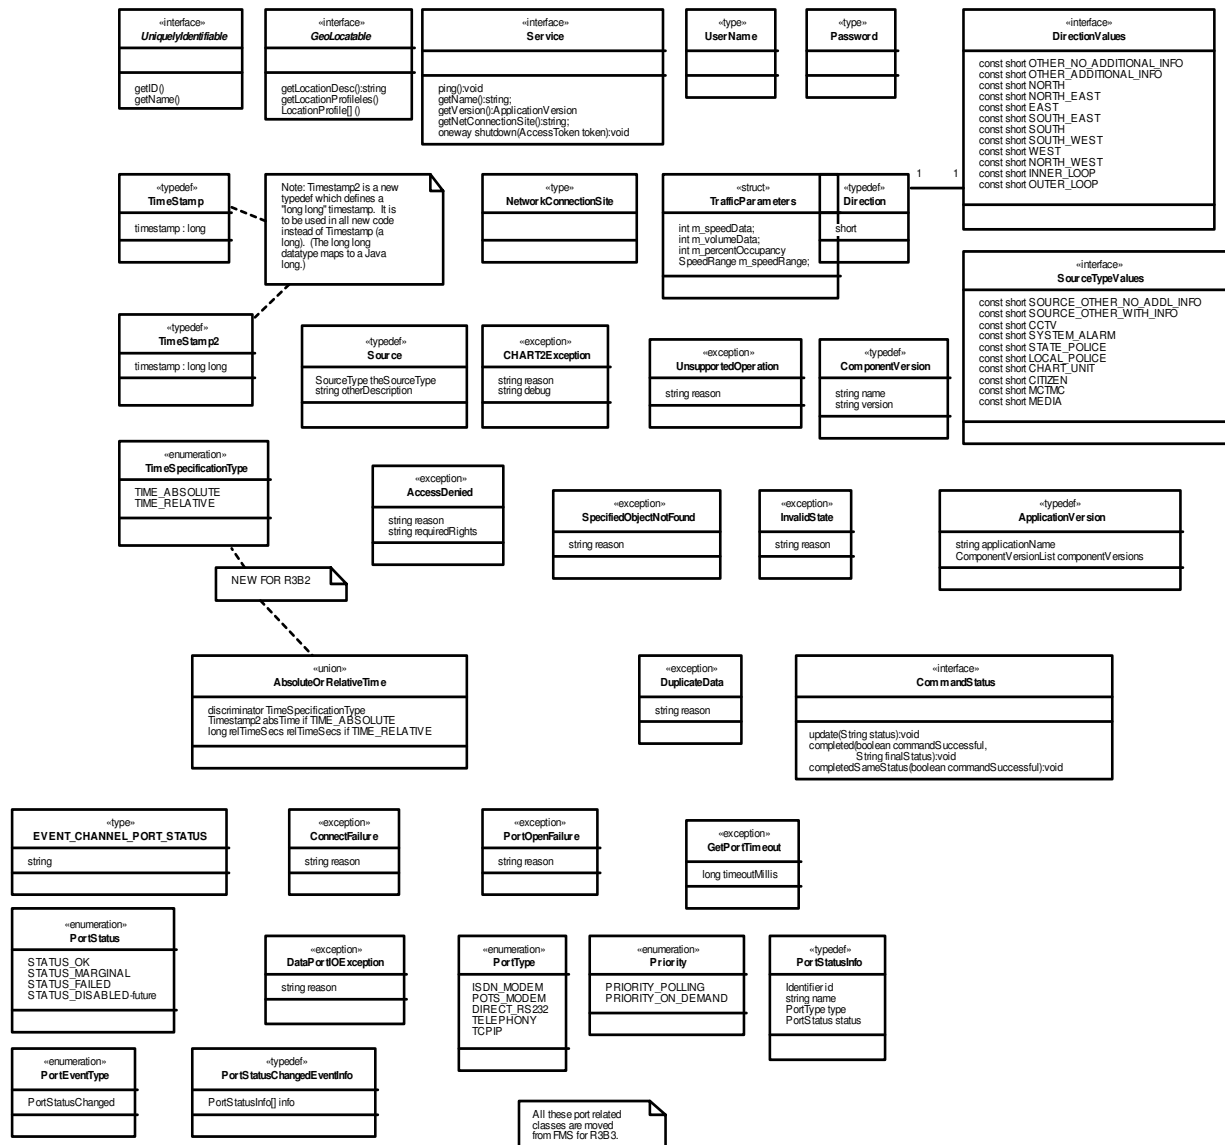 «interface»
UniquelyIdentifiable
getID()
getName()
«interface»
GeoLocatable
getLocationDesc():string
getLocationProfileles()
LocationProfile[] ()
«interface»
Service
ping():void
getName():string;
getVersion():ApplicationVersion
getNetConnectionSite():string;
oneway shutdown(AccessToken token):void
«type»
UserName
«type»
Password
«interface»
DirectionValues
const short OTHER_NO_ADDITIONAL_INFO
const short OTHER_ADDITIONAL_INFO
const short NORTH
const short NORTH_EAST
const short EAST
const short SOUTH_EAST
const short SOUTH
const short SOUTH_WEST
const short WEST
const short NORTH_WEST
const short INNER_LOOP
const short OUTER_LOOP
«typedef»
TimeStamp
timestamp : long
Note: Timestamp2 is a new
typedef which defines a
"long long" timestamp. It is
to be used in all new code
instead of Timestamp (a
long). (The long long
datatype maps to a Java
long.)
«type»
NetworkConnectionSite
«struct»
TrafficParameters
int m_speedData;
int m_volumeData;
int m_percentOccupancy
SpeedRange m_speedRange;
«typedef»
Direction
short
1
1
«interface»
SourceTypeValues
const short SOURCE_OTHER_NO_ADDL_INFO
const short SOURCE_OTHER_WITH_INFO
const short CCTV
const short SYSTEM_ALARM
const short STATE_POLICE
const short LOCAL_POLICE
const short CHART_UNIT
const short CITIZEN
const short MCTMC
const short MEDIA
«typedef»
TimeStamp2
timestamp : long long
«typedef»
Source
SourceType theSourceType
string otherDescription
«exception»
CHART2Exception
string reason
string debug
«exception»
UnsupportedOperation
string reason
«typedef»
ComponentVersion
string name
string version
«enumeration»
TimeSpecificationType
TIME_ABSOLUTE
TIME_RELATIVE
«exception»
AccessDenied
string reason
string requiredRights
«exception»
SpecifiedObjectNotFound
string reason
«exception»
InvalidState
string reason
«typedef»
ApplicationVersion
string applicationName
ComponentVersionList componentVersions
NEW FOR R3B2
«union»
AbsoluteOrRelativeTime
discriminator TimeSpecificationType
Timestamp2 absTime if TIME_ABSOLUTE
long relTimeSecs relTimeSecs if TIME_RELATIVE
«exception»
DuplicateData
string reason
«interface»
CommandStatus
update(String status):void
completed(boolean commandSuccessful,
String finalStatus):void
completedSameStatus(boolean commandSuccessful):void
«type»
EVENT_CHANNEL_PORT_STATUS
string
«exception»
ConnectFailure
string reason
«exception»
PortOpenFailure
string reason
«exception»
GetPortTimeout
long timeoutMillis
«enumeration»
PortStatus
STATUS_OK
STATUS_MARGINAL
STATUS_FAILED
STATUS_DISABLED-future
«exception»
DataPortIOException
string reason
«enumeration»
PortType
ISDN_MODEM
POTS_MODEM
DIRECT_RS232
TELEPHONY
TCPIP
«enumeration»
Priority
PRIORITY_POLLING
PRIORITY_ON_DEMAND
«typedef»
PortStatusInfo
Identifier id
string name
PortType type
PortStatus status
«enumeration»
PortEventType
PortStatusChanged
«typedef»
PortStatusChangedEventInfo
PortStatusInfo[] info
All these port related
classes are moved
from FMS for R3B3.